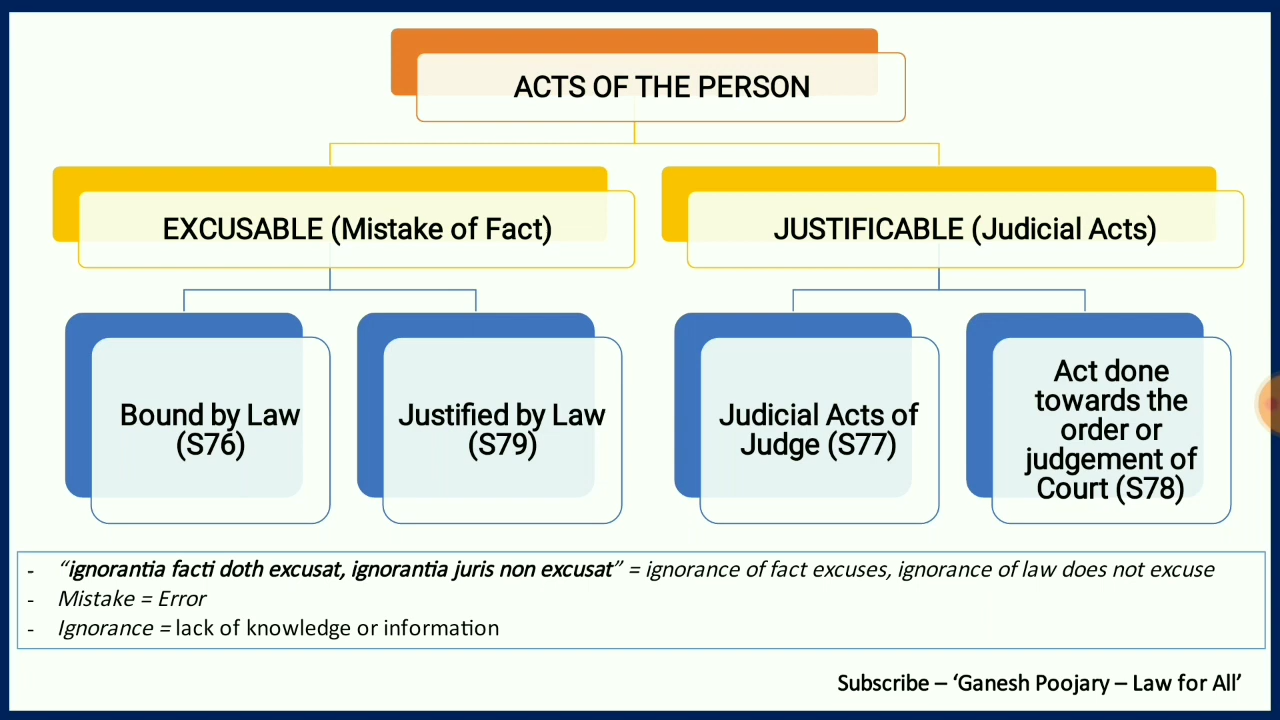 ACTS OF THE PERSON
EXCUSABLE (Mistake of Fact)
JUSTIFICABLE (Judicial Acts)
Bound by Law
(S76)
Justified by Law
(S79)
Judicial Acts of
Judge (S77)
Act done
towards the
order or
judgement of
Court (S78)
- “ignorantia facti doth excusat, ignorantia juris non excusat” = ignorance of fact excuses, ignorance of law does not excuse
- Mistake = Error
- Ignorance = lack of knowledge or information
Subscribe – ‘Ganesh Poojary – Law for All’